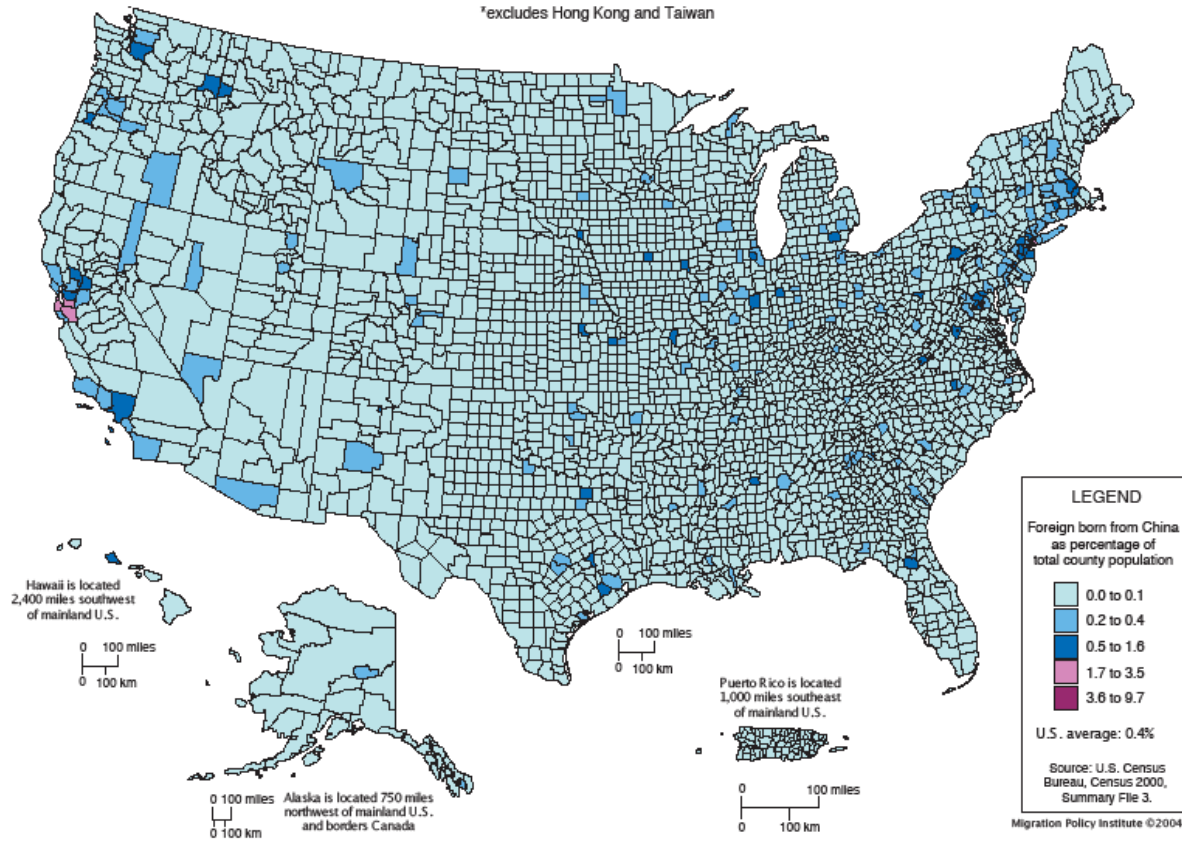 *excludes Hong Kong and Taiwan
LEGEND
Foreign born from China
as percentage of
total county population
0.0 to 0.1
0.2 to 0.4
0.5 to 1.6
1.7 to 3.5
3.6 to 9.7
U.S. average: 0.4%
Source: U.S. Census
Bureau, Census 2000,
Summary File 3.
Migration Policy Institute ©2004
Hawaii is located
2,400 miles southwest
of mainland U.S.
0 100 miles
0 100 km
0 100 miles
0 100 km
Puerto Rico is located
1,000 miles southeast
of mainland U.S.
0 100 miles
0 100 km
0 100 miles
0 100 km
Alaska is located 750 miles
northwest of mainland U.S.
and borders Canada